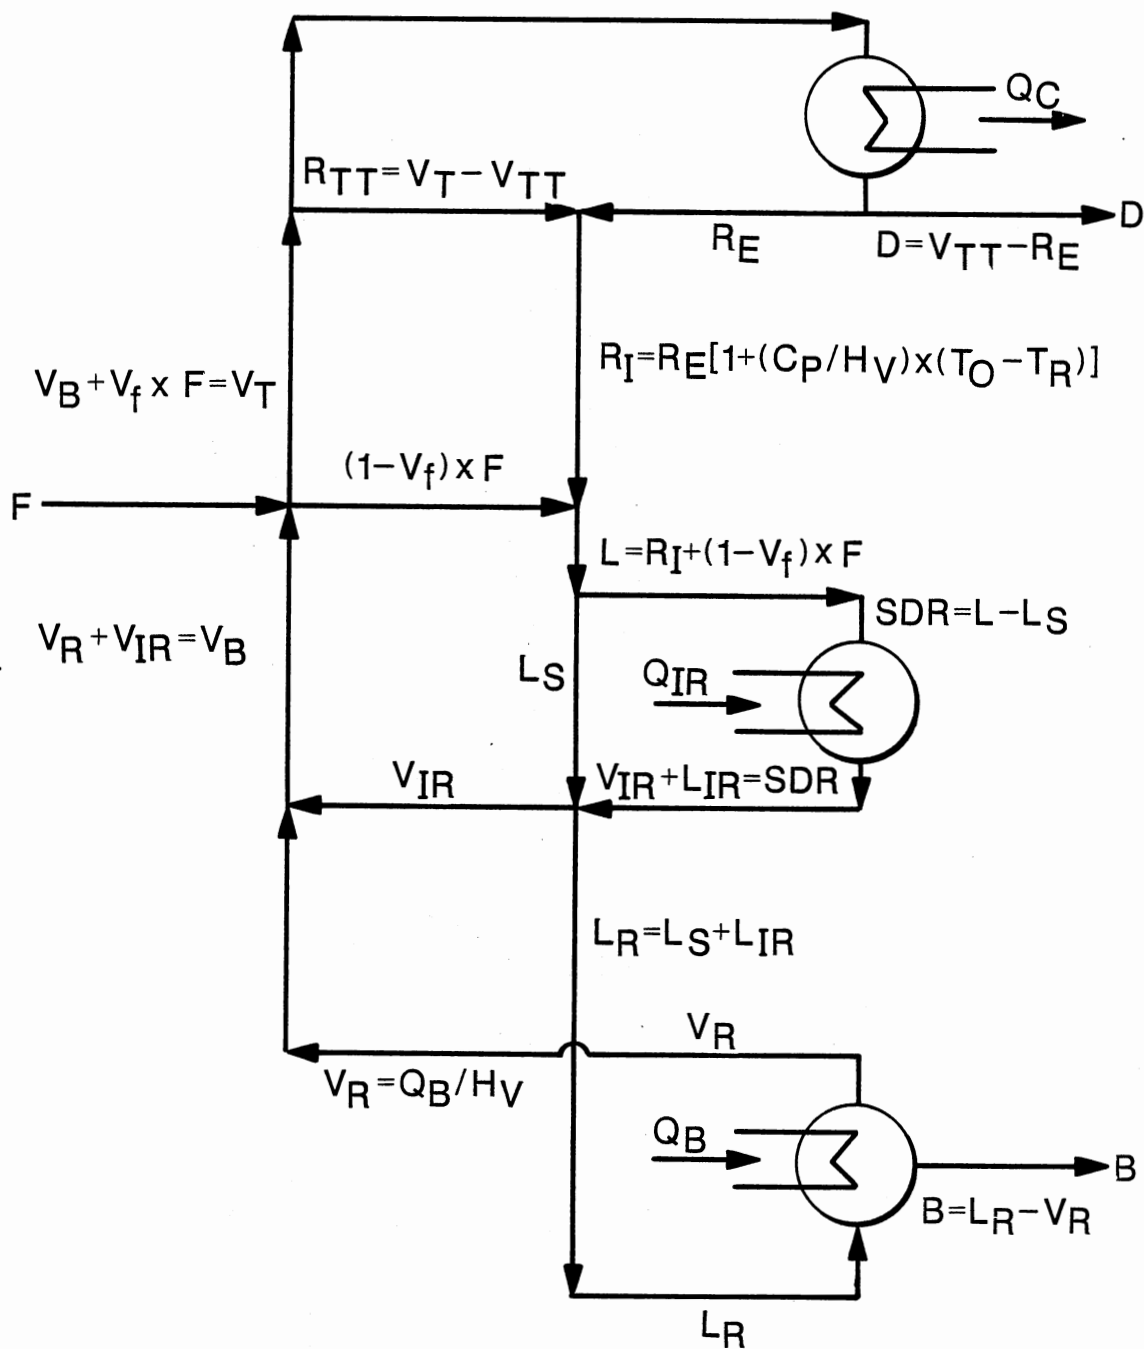 QC
RTT=VT−VTT
D
RE
D=VTT−RE
RI=RE[1+(CP/HV)x(TO−TR)]
VB+Vf x F=VT
(1−Vf)x F
F
L=RI+(1−Vf)x F
SDR=L−LS
VR+VIR=VB
LS
QIR
VIR
VIR+LIR=SDR
LR=LS+LIR
VR
VR=QB/HV
QB
B
B=LR−VR
LR